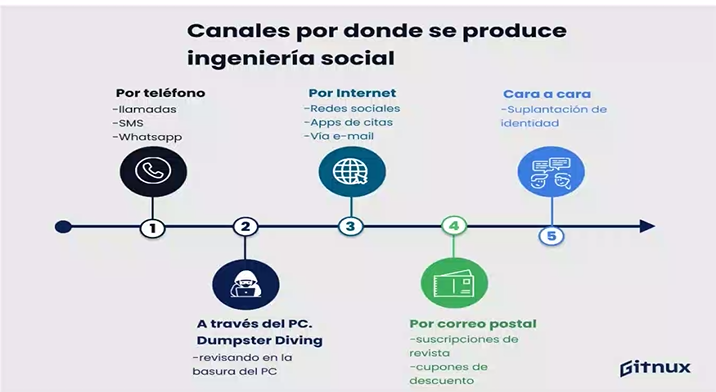 Canales por donde se produce
ingeniería social
Por teléfono
-llamadas
-SMS
-Whatsapp
Por Internet
-Redes sociales
-Apps de citas
-Vía e-mail
Cara a cara
-Suplantación de
identidad
1
2
3
4
5
A través del PC.
Dumpster Diving
-revisando en la
basura del PC
Por correo postal
-suscripciones de
revista
-cupones de
descuento
Gitnux